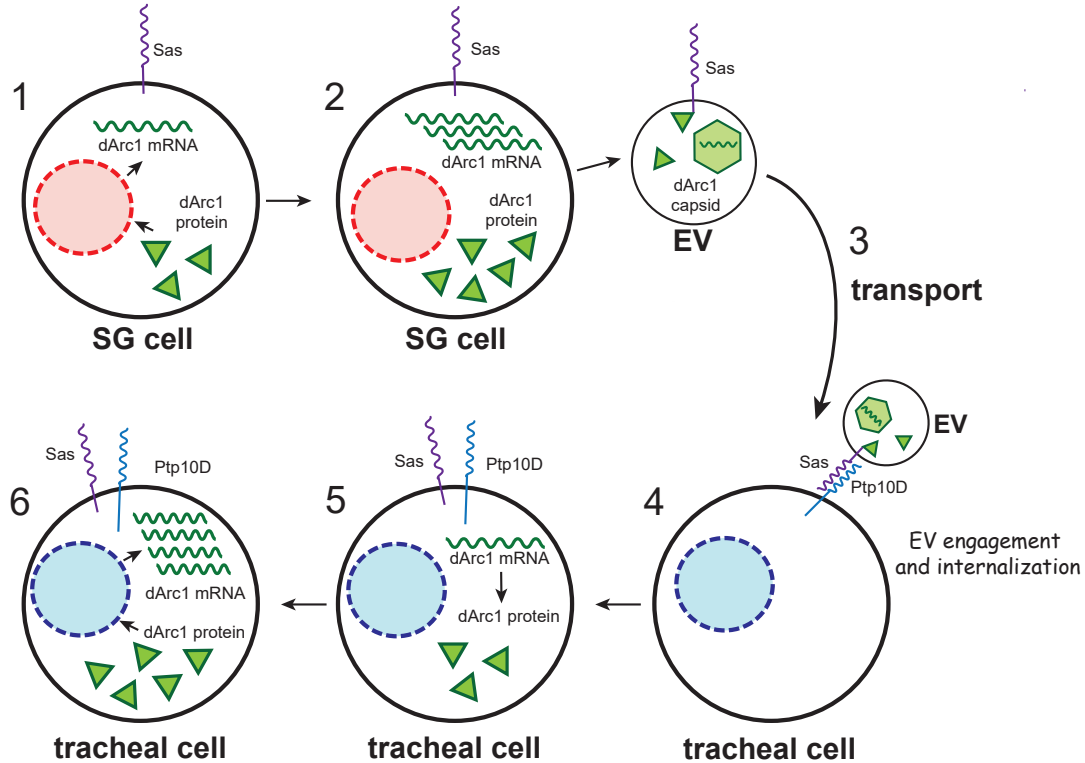 1
Sas
dArc1 mRNA
dArc1
protein
SG cell
2
Sas
dArc1 mRNA
dArc1
protein
SG cell
Sas
dArc1
capsid
EV
3
transport
EV
Sas
Ptp10D
4
EV engagement
and internalization
tracheal cell
5
Sas
Ptp10D
dArc1 mRNA
dArc1 protein
tracheal cell
6
Sas
Ptp10D
dArc1 mRNA
dArc1 protein
tracheal cell